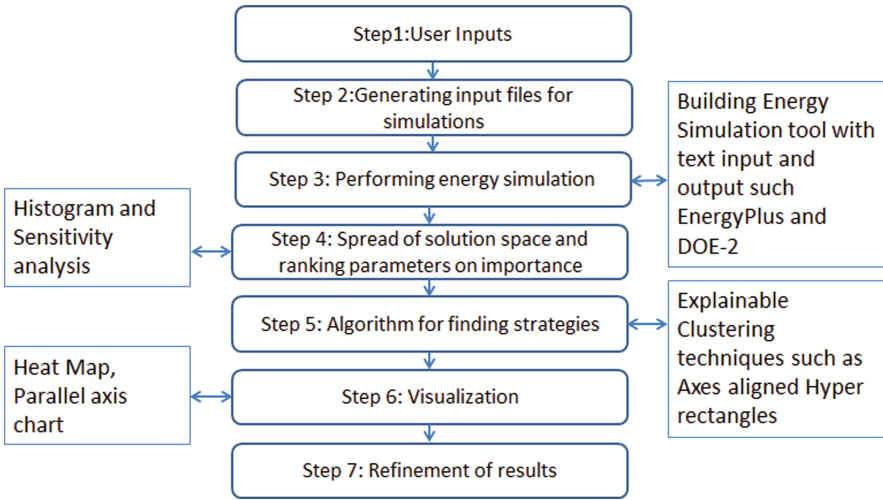 Step1:User Inputs
Step 2:Generating input files for
simulations
Building Energy
Simulation tool with
text input and
output such
EnergyPlus and
DOE-2
Step 3: Performing energy simulation
Histogram and
Sensitivity
analysis
Step 4: Spread of solution space and
ranking parameters on importance
Explainable
Clustering
techniques such as
Axes aligned Hyper
rectangles
Step 5: Algorithm for finding strategies
Heat Map,
Parallel axis
chart
Step 6: Visualization
Step 7: Refinement of results